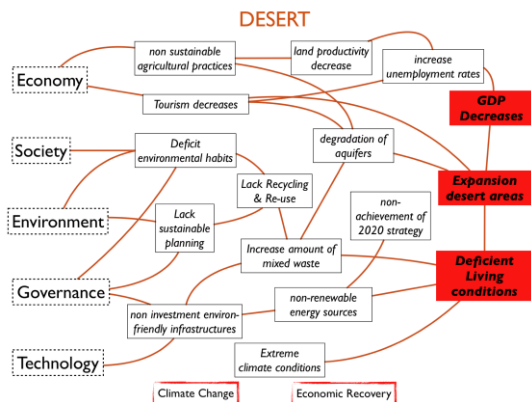 DESERT
non sustainable
agricultural practices
land productivity
decrease
increase
unemployment rates
Economy
Tourism decreases
GDP
Decreases
Society
Deficit
environmental habits
degradation of
aquifers
Lack Recycling
& Re-use
Expansion
desert areas
non-
achievement of
2020 strategy
Environment
Lack
sustainable
planning
Increase amount of
mixed waste
Deficient
Living
conditions
Governance
non investment environ-
friendly infrastructures
non-renewable
energy sources
Technology
Extreme
climate conditions
Climate Change
Economic Recovery